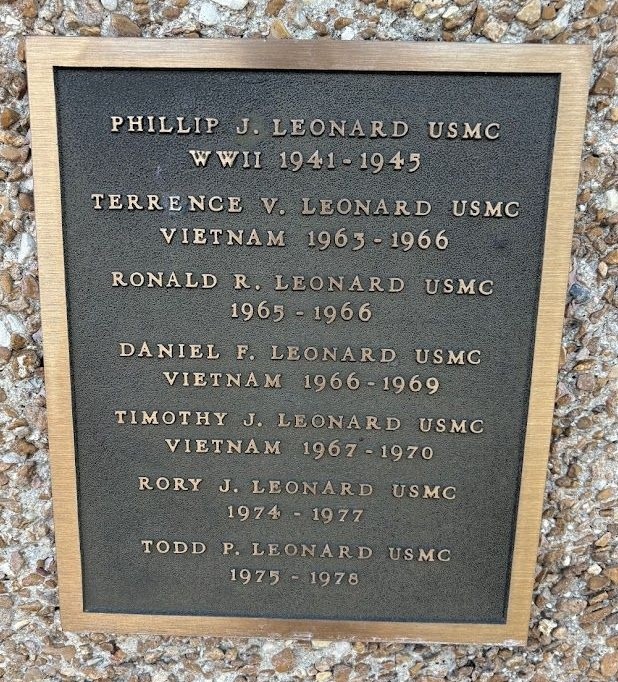 PHILLIP J. LEONARD USMC
WWII 1941-1945
TERRENCE V. LEONARD USMC
VIETNAM 1963-1966
RONALD R. LEONARD USMC
1965 - 1966
DANIEL F. LEONARD USMC
VIETNAM 1966-1969
TIMOTHY J. LEONARD USMC
VIETNAM 1967-1970
RORY J. LEONARD USMC
1974 - 1977
TODD P. LEONARD USMC
1975 - 1978